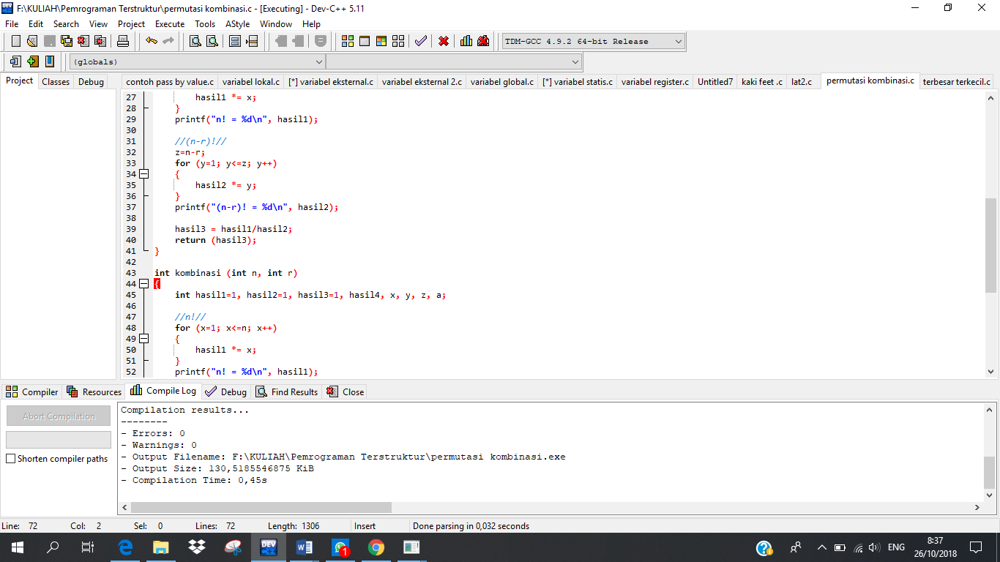 F:\KULIAH\Pemrograman Terstruktur\permutasi kombinasi.c - [Executing] - Dev-C++ 5.11
File Edit Search View Project Execute Tools AStyle Window Help
TDM-GCC 4.9.2 64-bit Release
(globals)
Project Classes Debug
contoh pass by value.c variabel lokal.c [*] variabel eksternal.c variabel eksternal 2.c variabel global.c [*] variabel statis.c variabel register.c Untitled7 kaki feet .c lat2.c permutasi kombinasi.c terbesar terkecil.c
27 hasil1 *= x;
28 }
29 printf("n! = %d\n", hasil1);
30
31 //(n-r)!//
32 z=n-r;
33 for (y=1; y<=z; y++)
34 {
35 hasil2 *= y;
36 }
37 printf("(n-r)! = %d\n", hasil2);
38
39 hasil3 = hasil1/hasil2;
40 return (hasil3);
41 }
42
43 int kombinasi (int n, int r)
44 {
45 int hasil1=1, hasil2=1, hasil3=1, hasil4, x, y, z, a;
46
47 //n!//
48 for (x=1; x<=n; x++)
49 {
50 hasil1 *= x;
51 }
52 printf("n! = %d\n", hasil1);
Compiler Resources Compile Log Debug Find Results Close
Abort Compilation
Shorten compiler paths
Compilation results...
--------
- Errors: 0
- Warnings: 0
- Output Filename: F:\KULIAH\Pemrograman Terstruktur\permutasi kombinasi.exe
- Output Size: 130,5185546875 KiB
- Compilation Time: 0,45s
Line: 72 Col: 2 Sel: 0 Lines: 72 Length: 1306 Insert Done parsing in 0,032 seconds
DEV
1
ENG
8:37
26/10/2018